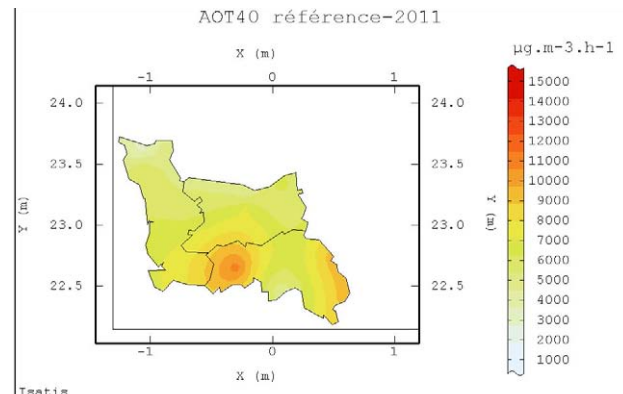 AOT40 référence-2011
X (m)
µg.m-3.h-1
-1 0 1
24.0 24.0
23.5 23.5
23.0 23.0
22.5 22.5
Y (m)
Y (m)
-1 0 1
X (m)
15000
14000
13000
12000
11000
10000
9000
8000
7000
6000
5000
4000
3000
2000
1000
Isatis